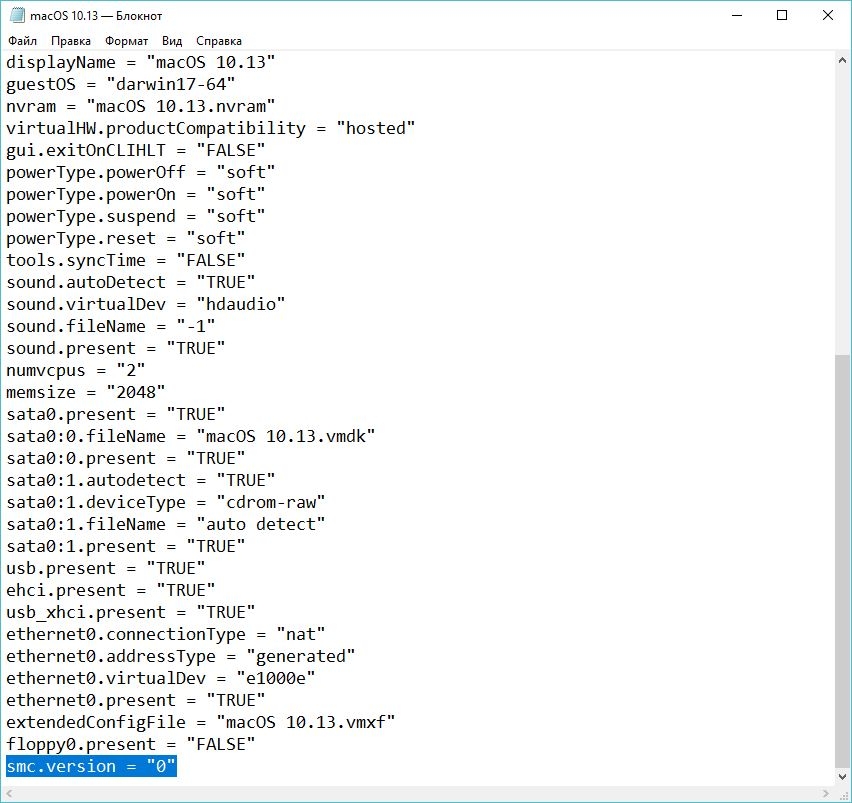 macOS 10.13 — Блокнот
Файл Правка Формат Вид Справка
displayName = "macOS 10.13"
guestOS = "darwin17-64"
nvram = "macOS 10.13.nvram"
virtualHW.productCompatibility = "hosted"
gui.exitOnCLIHLT = "FALSE"
powerType.powerOff = "soft"
powerType.powerOn = "soft"
powerType.suspend = "soft"
powerType.reset = "soft"
tools.syncTime = "FALSE"
sound.autoDetect = "TRUE"
sound.virtualDev = "hdaudio"
sound.fileName = "-1"
sound.present = "TRUE"
numvcpus = "2"
memsize = "2048"
sata0.present = "TRUE"
sata0:0.fileName = "macOS 10.13.vmdk"
sata0:0.present = "TRUE"
sata0:1.autodetect = "TRUE"
sata0:1.deviceType = "cdrom-raw"
sata0:1.fileName = "auto detect"
sata0:1.present = "TRUE"
usb.present = "TRUE"
ehci.present = "TRUE"
usb_xhci.present = "TRUE"
ethernet0.connectionType = "nat"
ethernet0.addressType = "generated"
ethernet0.virtualDev = "e1000e"
ethernet0.present = "TRUE"
extendedConfigFile = "macOS 10.13.vmxf"
floppy0.present = "FALSE"
smc.version = "0"